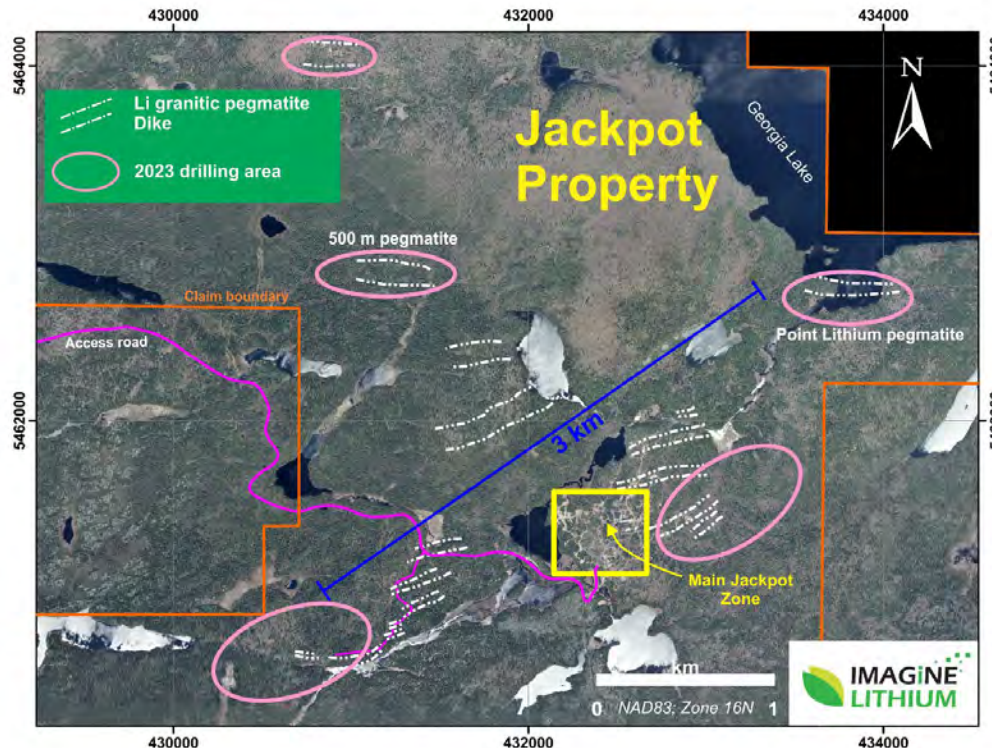 430000
432000
434000
5464000
N
Li granitic pegmatite
Dike
2023 drilling area
Jackpot
Property
Georgia Lake
500 m pegmatite
Claim boundary
Access road
Point Lithium pegmatite
5462000
3 km
Main Jackpot
Zone
km
0 NAD83; Zone 16N 1
IMAGiNE
LITHIUM
430000
432000
434000